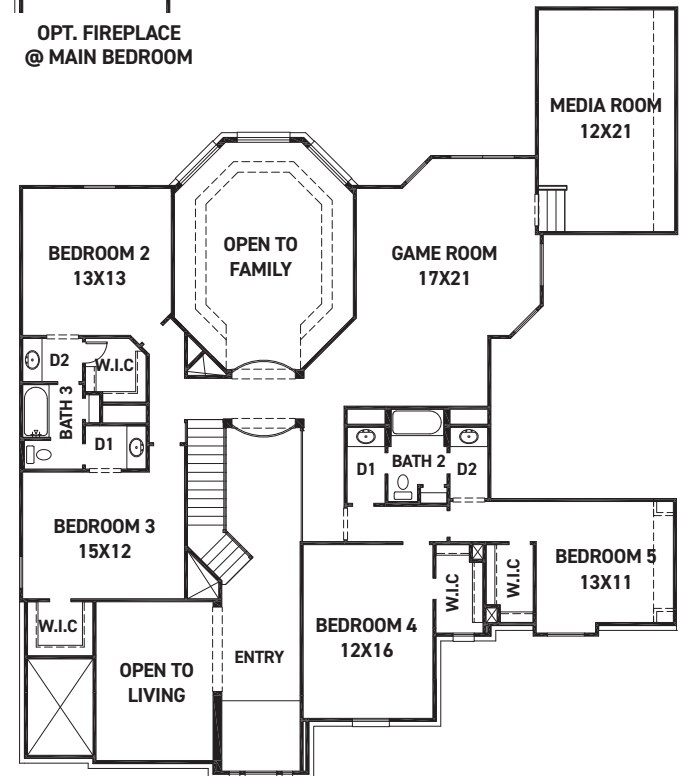 OPT. FIREPLACE
@ MAIN BEDROOM
MEDIA ROOM
12X21
BEDROOM 2
13X13
OPEN TO
FAMILY
GAME ROOM
17X21
D2
W.I.C
BATH 3
D1
D1
BATH 2
D2
BEDROOM 3
15X12
BEDROOM 5
13X11
W.I.C
W.I.C
W.I.C
BEDROOM 4
12X16
ENTRY
OPEN TO
LIVING